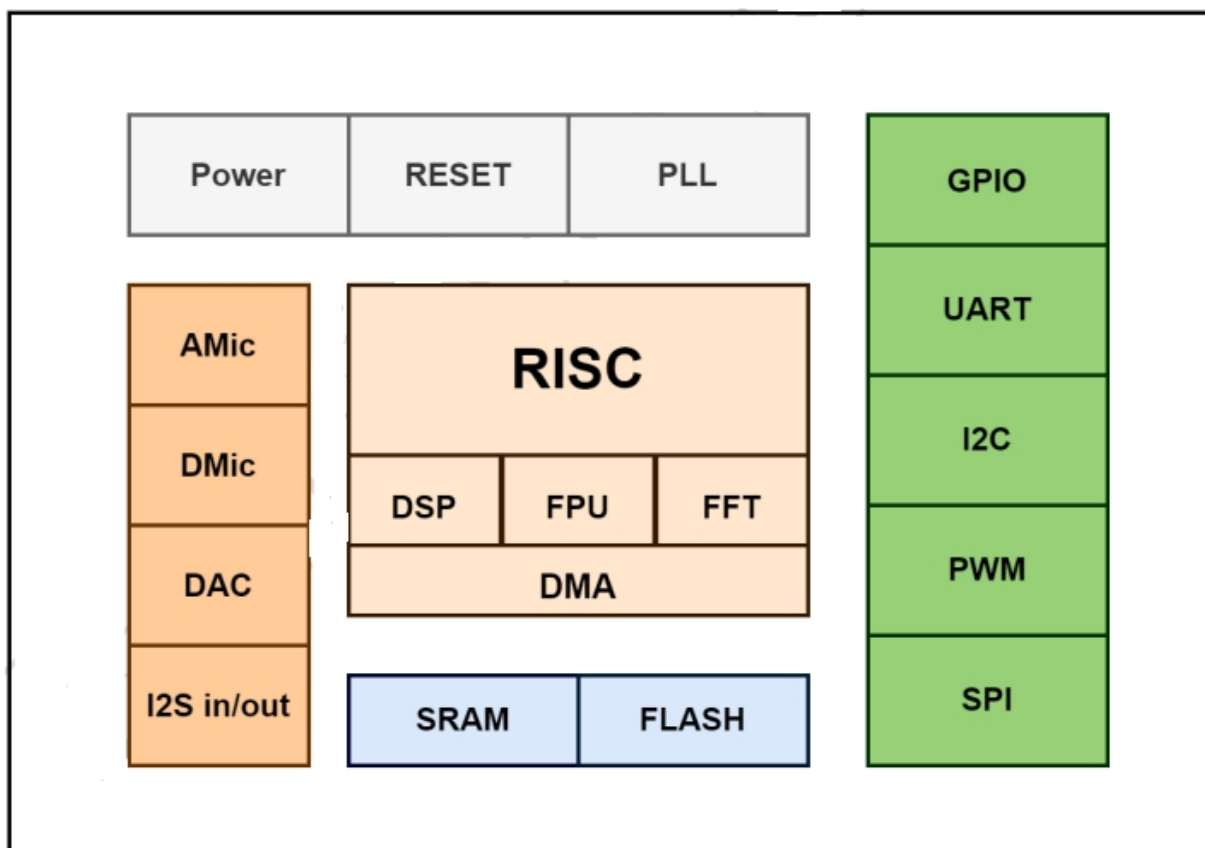 Power
RESET
PLL
AMic
DMic
DAC
I2S in/out
RISC
DSP
FPU
FFT
DMA
SRAM
FLASH
GPIO
UART
I2C
PWM
SPI